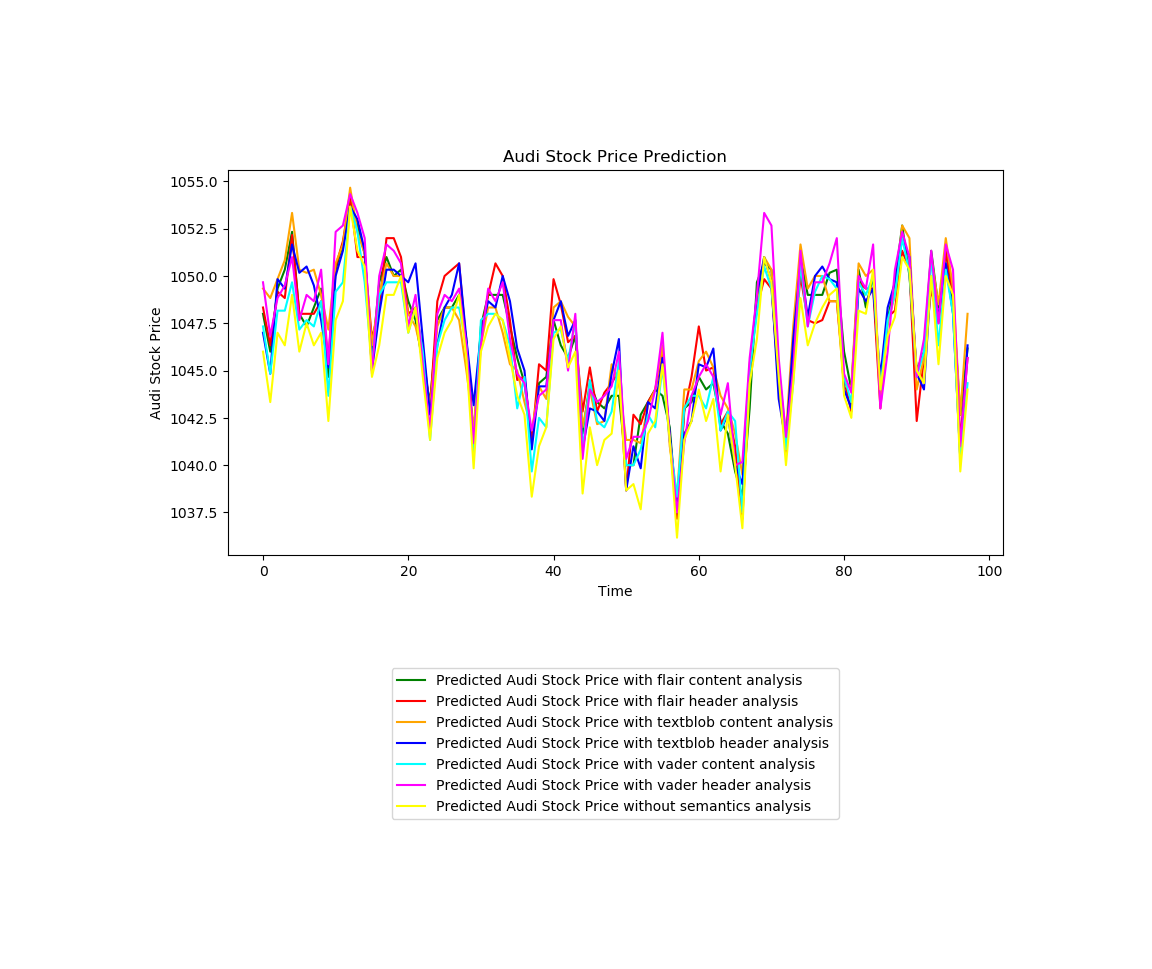 Audi Stock Price Prediction
1055.0
1052.5
1050.0
1047.5
1045.0
1042.5
1040.0
1037.5
Audi Stock Price
0 20 40 60 80 100
Time
Predicted Audi Stock Price with flair content analysis
Predicted Audi Stock Price with flair header analysis
Predicted Audi Stock Price with textblob content analysis
Predicted Audi Stock Price with textblob header analysis
Predicted Audi Stock Price with vader content analysis
Predicted Audi Stock Price with vader header analysis
Predicted Audi Stock Price without semantics analysis